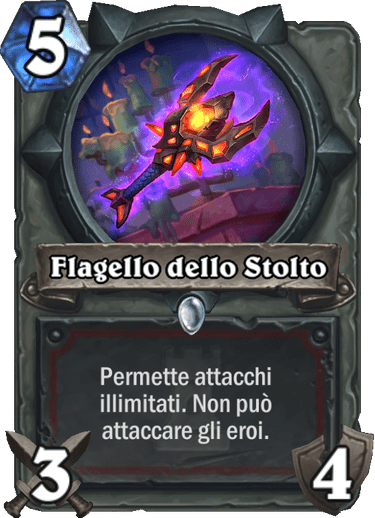 5
Flagello dello Stolto
Permette attacchi
illimitati. Non può
attaccare gli eroi.
3
4